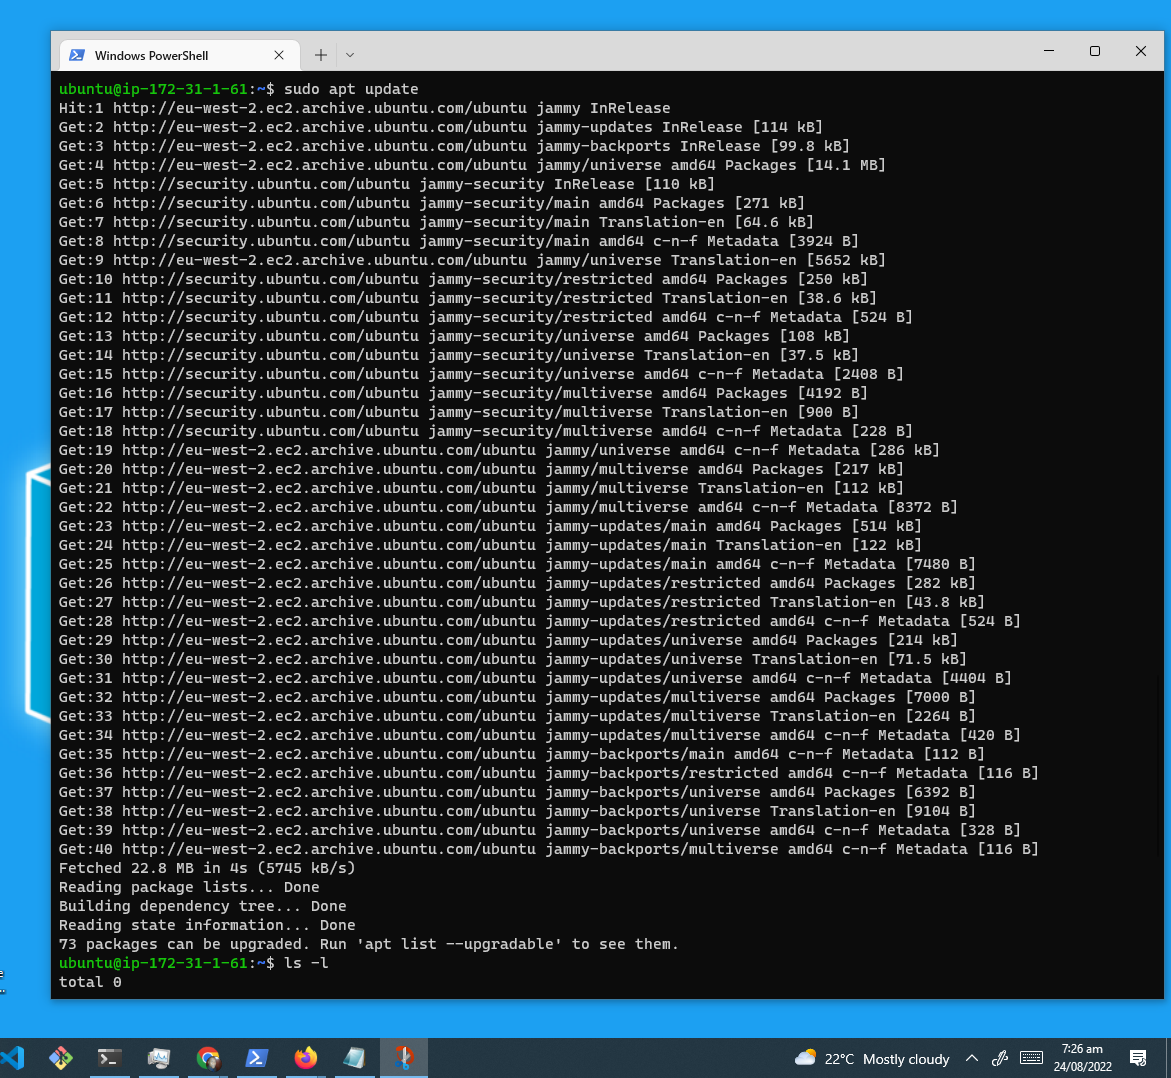 Windows PowerShell
ubuntu@ip-172-31-1-61:~$ sudo apt update
Hit:1 http://eu-west-2.ec2.archive.ubuntu.com/ubuntu jammy InRelease
Get:2 http://eu-west-2.ec2.archive.ubuntu.com/ubuntu jammy-updates InRelease [114 kB]
Get:3 http://eu-west-2.ec2.archive.ubuntu.com/ubuntu jammy-backports InRelease [99.8 kB]
Get:4 http://eu-west-2.ec2.archive.ubuntu.com/ubuntu jammy/universe amd64 Packages [14.1 MB]
Get:5 http://security.ubuntu.com/ubuntu jammy-security InRelease [110 kB]
Get:6 http://security.ubuntu.com/ubuntu jammy-security/main amd64 Packages [271 kB]
Get:7 http://security.ubuntu.com/ubuntu jammy-security/main Translation-en [64.6 kB]
Get:8 http://security.ubuntu.com/ubuntu jammy-security/main amd64 c-n-f Metadata [3924 B]
Get:9 http://eu-west-2.ec2.archive.ubuntu.com/ubuntu jammy/universe Translation-en [5652 kB]
Get:10 http://security.ubuntu.com/ubuntu jammy-security/restricted amd64 Packages [250 kB]
Get:11 http://security.ubuntu.com/ubuntu jammy-security/restricted Translation-en [38.6 kB]
Get:12 http://security.ubuntu.com/ubuntu jammy-security/restricted amd64 c-n-f Metadata [524 B]
Get:13 http://security.ubuntu.com/ubuntu jammy-security/universe amd64 Packages [108 kB]
Get:14 http://security.ubuntu.com/ubuntu jammy-security/universe Translation-en [37.5 kB]
Get:15 http://security.ubuntu.com/ubuntu jammy-security/universe amd64 c-n-f Metadata [2408 B]
Get:16 http://security.ubuntu.com/ubuntu jammy-security/multiverse amd64 Packages [4192 B]
Get:17 http://security.ubuntu.com/ubuntu jammy-security/multiverse Translation-en [900 B]
Get:18 http://security.ubuntu.com/ubuntu jammy-security/multiverse amd64 c-n-f Metadata [228 B]
Get:19 http://eu-west-2.ec2.archive.ubuntu.com/ubuntu jammy/universe amd64 c-n-f Metadata [286 kB]
Get:20 http://eu-west-2.ec2.archive.ubuntu.com/ubuntu jammy/multiverse amd64 Packages [217 kB]
Get:21 http://eu-west-2.ec2.archive.ubuntu.com/ubuntu jammy/multiverse Translation-en [112 kB]
Get:22 http://eu-west-2.ec2.archive.ubuntu.com/ubuntu jammy/multiverse amd64 c-n-f Metadata [8372 B]
Get:23 http://eu-west-2.ec2.archive.ubuntu.com/ubuntu jammy-updates/main amd64 Packages [514 kB]
Get:24 http://eu-west-2.ec2.archive.ubuntu.com/ubuntu jammy-updates/main Translation-en [122 kB]
Get:25 http://eu-west-2.ec2.archive.ubuntu.com/ubuntu jammy-updates/main amd64 c-n-f Metadata [7480 B]
Get:26 http://eu-west-2.ec2.archive.ubuntu.com/ubuntu jammy-updates/restricted amd64 Packages [282 kB]
Get:27 http://eu-west-2.ec2.archive.ubuntu.com/ubuntu jammy-updates/restricted Translation-en [43.8 kB]
Get:28 http://eu-west-2.ec2.archive.ubuntu.com/ubuntu jammy-updates/restricted amd64 c-n-f Metadata [524 B]
Get:29 http://eu-west-2.ec2.archive.ubuntu.com/ubuntu jammy-updates/universe amd64 Packages [214 kB]
Get:30 http://eu-west-2.ec2.archive.ubuntu.com/ubuntu jammy-updates/universe Translation-en [71.5 kB]
Get:31 http://eu-west-2.ec2.archive.ubuntu.com/ubuntu jammy-updates/universe amd64 c-n-f Metadata [4404 B]
Get:32 http://eu-west-2.ec2.archive.ubuntu.com/ubuntu jammy-updates/multiverse amd64 Packages [7000 B]
Get:33 http://eu-west-2.ec2.archive.ubuntu.com/ubuntu jammy-updates/multiverse Translation-en [2264 B]
Get:34 http://eu-west-2.ec2.archive.ubuntu.com/ubuntu jammy-updates/multiverse amd64 c-n-f Metadata [420 B]
Get:35 http://eu-west-2.ec2.archive.ubuntu.com/ubuntu jammy-backports/main amd64 c-n-f Metadata [112 B]
Get:36 http://eu-west-2.ec2.archive.ubuntu.com/ubuntu jammy-backports/restricted amd64 c-n-f Metadata [116 B]
Get:37 http://eu-west-2.ec2.archive.ubuntu.com/ubuntu jammy-backports/universe amd64 Packages [6392 B]
Get:38 http://eu-west-2.ec2.archive.ubuntu.com/ubuntu jammy-backports/universe Translation-en [9104 B]
Get:39 http://eu-west-2.ec2.archive.ubuntu.com/ubuntu jammy-backports/universe amd64 c-n-f Metadata [328 B]
Get:40 http://eu-west-2.ec2.archive.ubuntu.com/ubuntu jammy-backports/multiverse amd64 c-n-f Metadata [116 B]
Fetched 22.8 MB in 4s (5745 kB/s)
Reading package lists... Done
Building dependency tree... Done
Reading state information... Done
73 packages can be upgraded. Run 'apt list --upgradable' to see them.
ubuntu@ip-172-31-1-61:~$ ls -l
total 0
22°C Mostly cloudy
7:26 am
24/08/2022